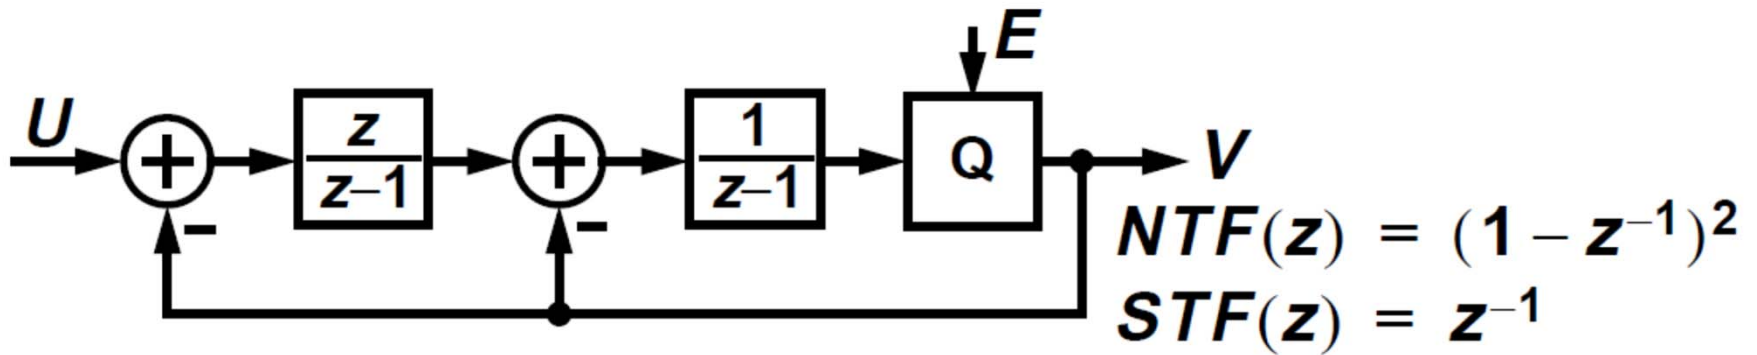 E
U
z
z−1
1
z−1
Q
V
+
+
−
−
NTF(z) = (1 − z⁻¹)²
STF(z) = z⁻¹